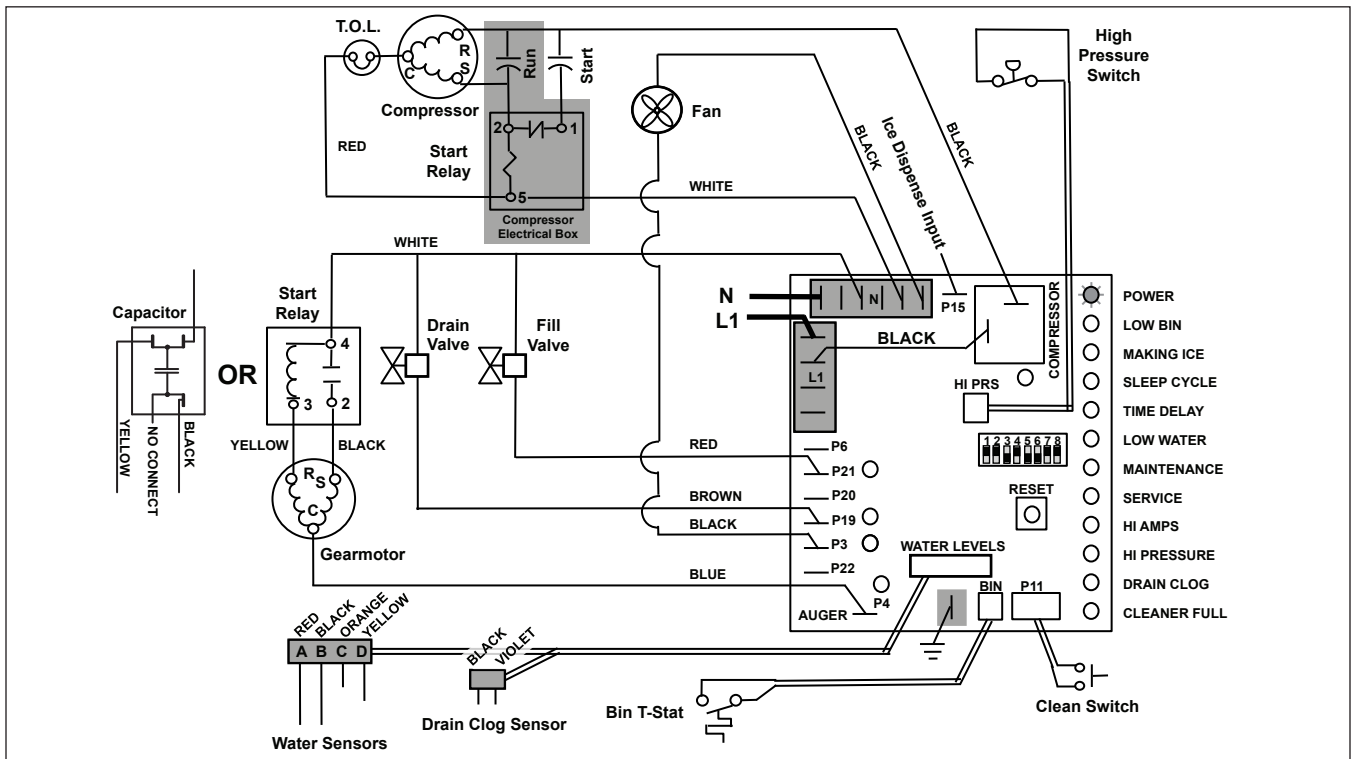 T.O.L.
R
S
C
Compressor
Run
Start
RED
2
1
Start
Relay
5
Compressor
Electrical Box
WHITE
Fan
BLACK
Ice Dispense Input
BLACK
High
Pressure
Switch
WHITE
Capacitor
YELLOW
NO CONNECT
BLACK
OR
Start
Relay
4
3
2
YELLOW
BLACK
R
S
C
Gearmotor
Drain
Valve
Fill
Valve
N
L1
N
P15
BLACK
L1
COMPRESSOR
HI PRS
1 2 3 4 5 6 7 8
RESET
RED
P6
P21
P20
BROWN
P19
BLACK
P3
P22
BLUE
P4
AUGER
WATER LEVELS
BIN
P11
POWER
LOW BIN
MAKING ICE
SLEEP CYCLE
TIME DELAY
LOW WATER
MAINTENANCE
SERVICE
HI AMPS
HI PRESSURE
DRAIN CLOG
CLEANER FULL
RED
BLACK
ORANGE
YELLOW
A B C D
Water Sensors
BLACK
VIOLET
Drain Clog Sensor
Bin T-Stat
Clean Switch